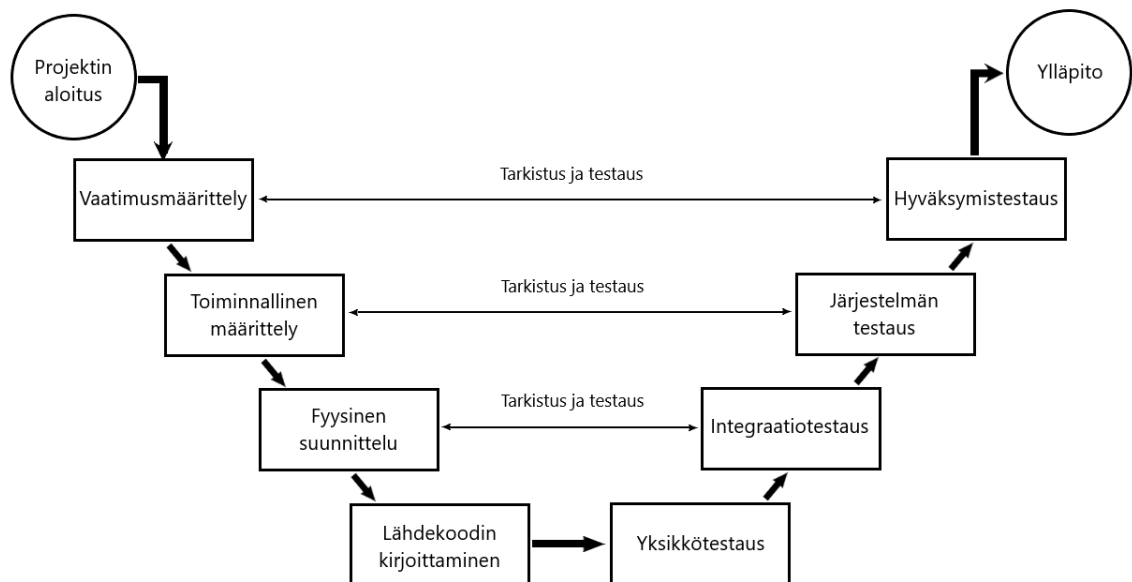 Projektin
aloitus
Ylläpito
Vaatimusmäärittely
Tarkistus ja testaus
Hyväksymistestaus
Toiminnallinen
määrittely
Tarkistus ja testaus
Järjestelmän
testaus
Fyysinen
suunnittelu
Tarkistus ja testaus
Integraatiotestaus
Lähdekoodin
kirjoittaminen
Yksikkötestaus